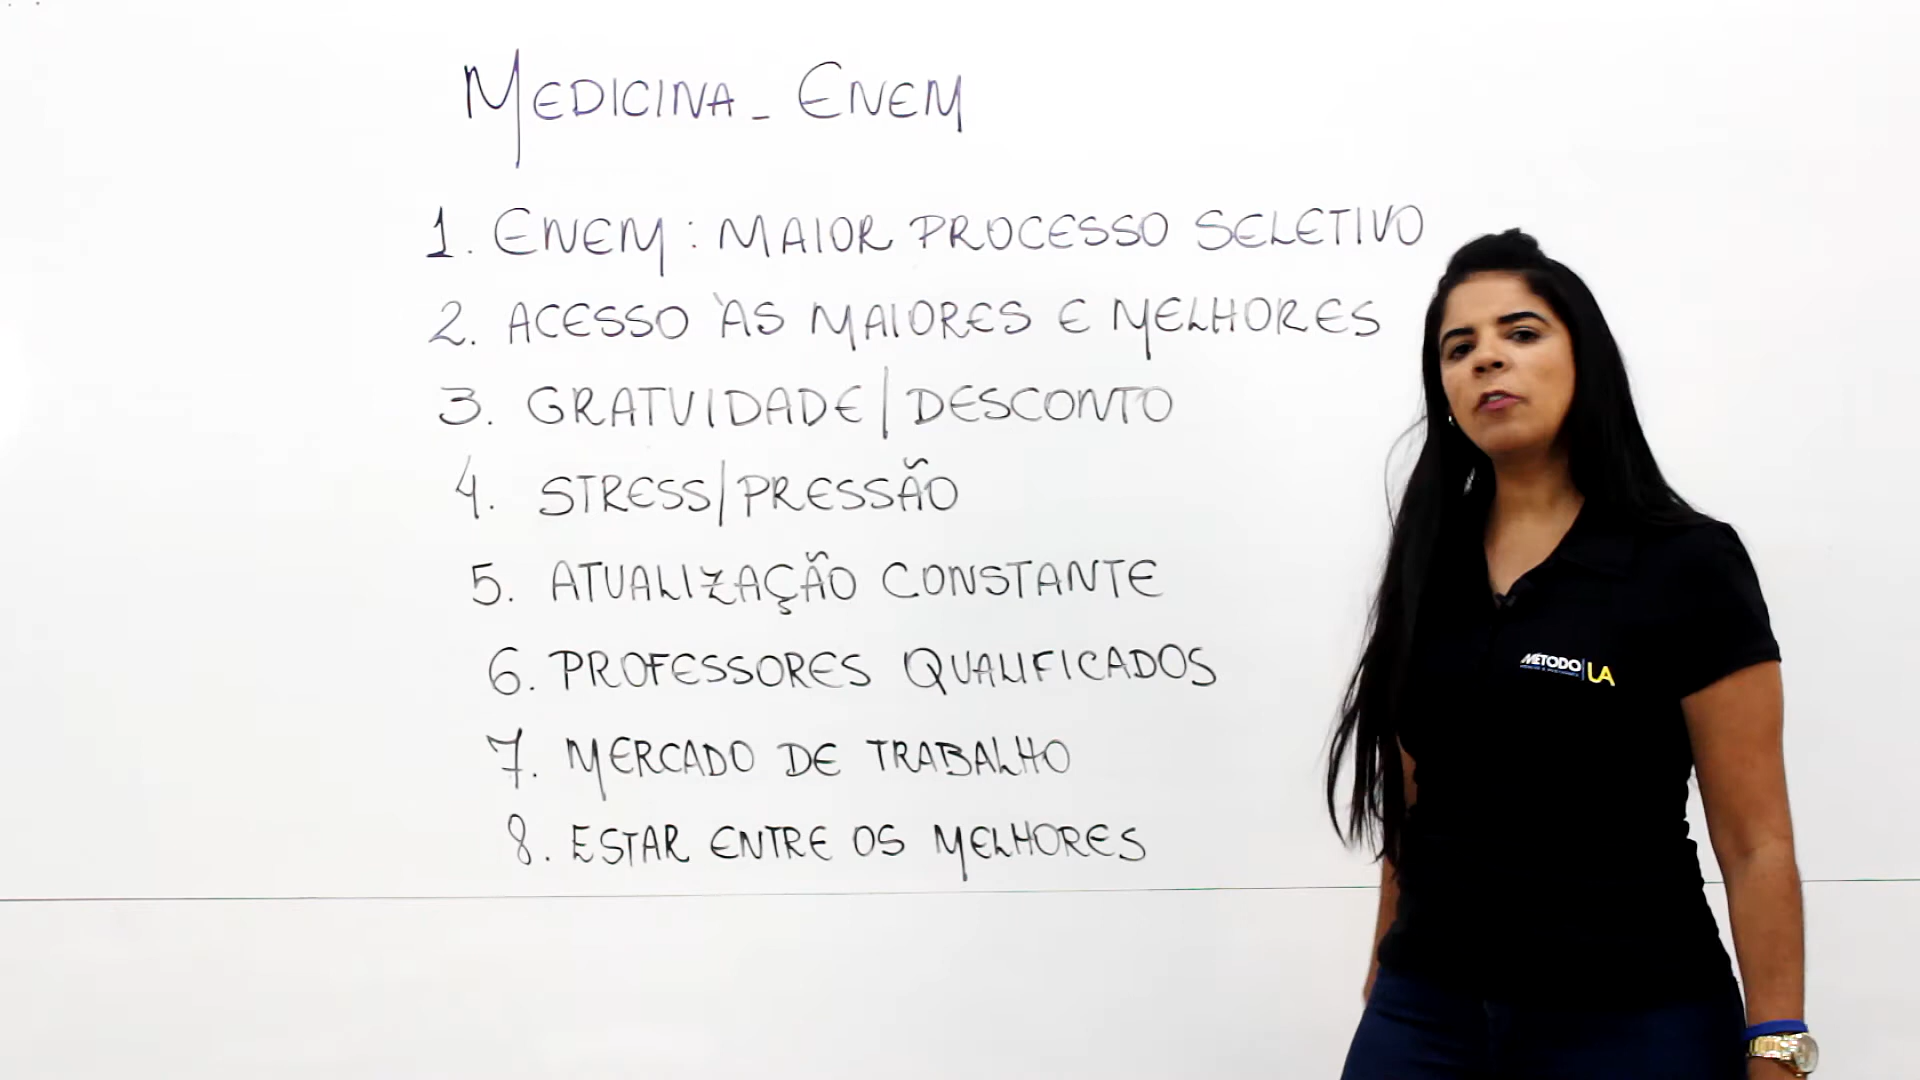 MEDICINA - ENEM
1. ENEM: MAIOR PROCESSO SELETIVO
2. ACESSO ÀS MAIORES E MELHORES
3. GRATUIDADE/DESCONTO
4. STRESS/PRESSÃO
5. ATUALIZAÇÃO CONSTANTE
6. PROFESSORES QUALIFICADOS
7. MERCADO DE TRABALHO
8. ESTAR ENTRE OS MELHORES
MÉTODO | LA